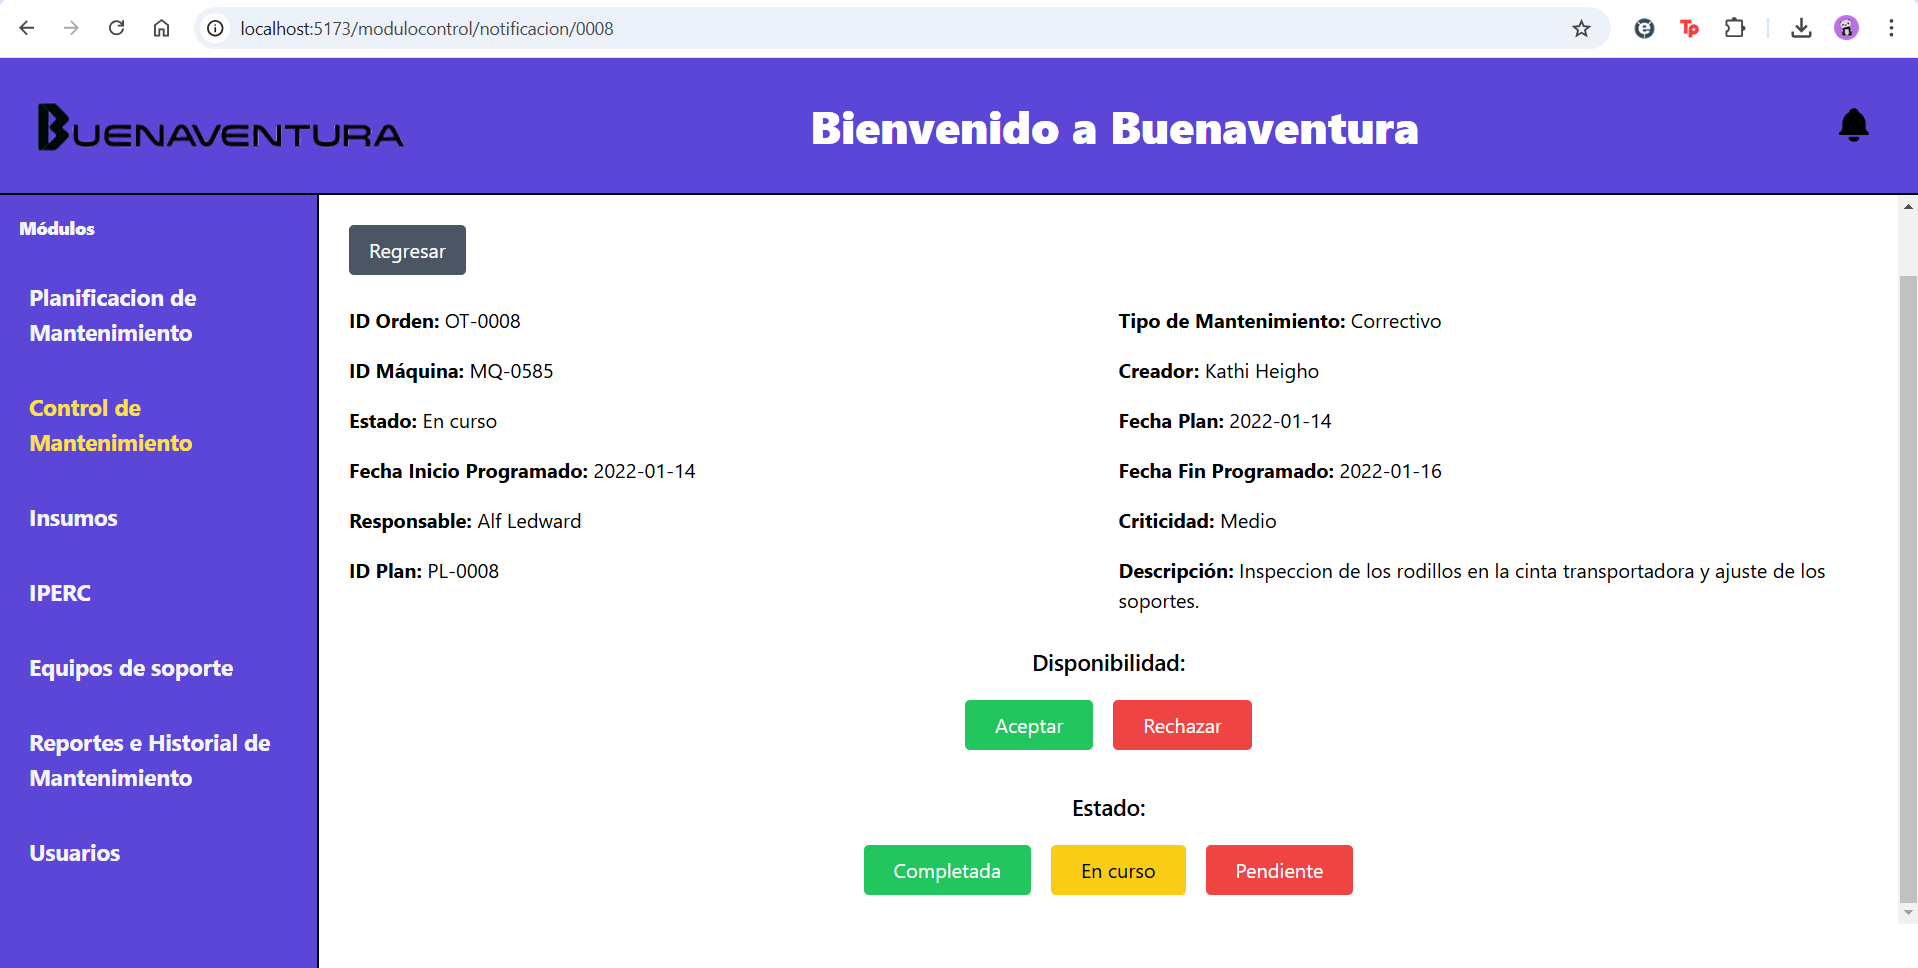 localhost:5173/modulocontrol/notificacion/0008
Tp
BUENAVENTURA
Bienvenido a Buenaventura
Módulos
Planificacion de
Mantenimiento
Control de
Mantenimiento
Insumos
IPERC
Equipos de soporte
Reportes e Historial de
Mantenimiento
Usuarios
Regresar
ID Orden: OT-0008
Tipo de Mantenimiento: Correctivo
ID Máquina: MQ-0585
Creador: Kathi Heigho
Estado: En curso
Fecha Plan: 2022-01-14
Fecha Inicio Programado: 2022-01-14
Fecha Fin Programado: 2022-01-16
Responsable: Alf Ledward
Criticidad: Medio
ID Plan: PL-0008
Descripción: Inspeccion de los rodillos en la cinta transportadora y ajuste de los
soportes.
Disponibilidad:
Aceptar Rechazar
Estado:
Completada En curso Pendiente